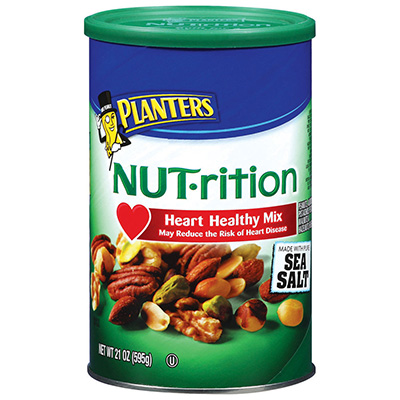 PLANTERS
NUT•rition
Heart Healthy Mix
May Reduce the Risk of Heart Disease
MADE WITH PURE
SEA
SALT
NET WT 21 OZ (595g)
U